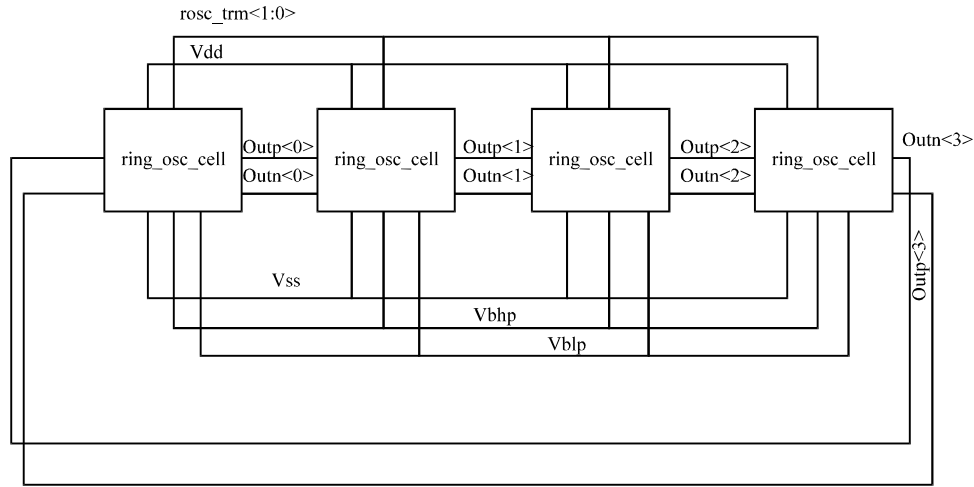 rosc_trm<1:0>
Vdd
ring_osc_cell
Outp<0>
Outn<0>
ring_osc_cell
Outp<1>
Outn<1>
ring_osc_cell
Outp<2>
Outn<2>
ring_osc_cell
Outn<3>
Outp<3>
Vss
Vbhp
Vblp